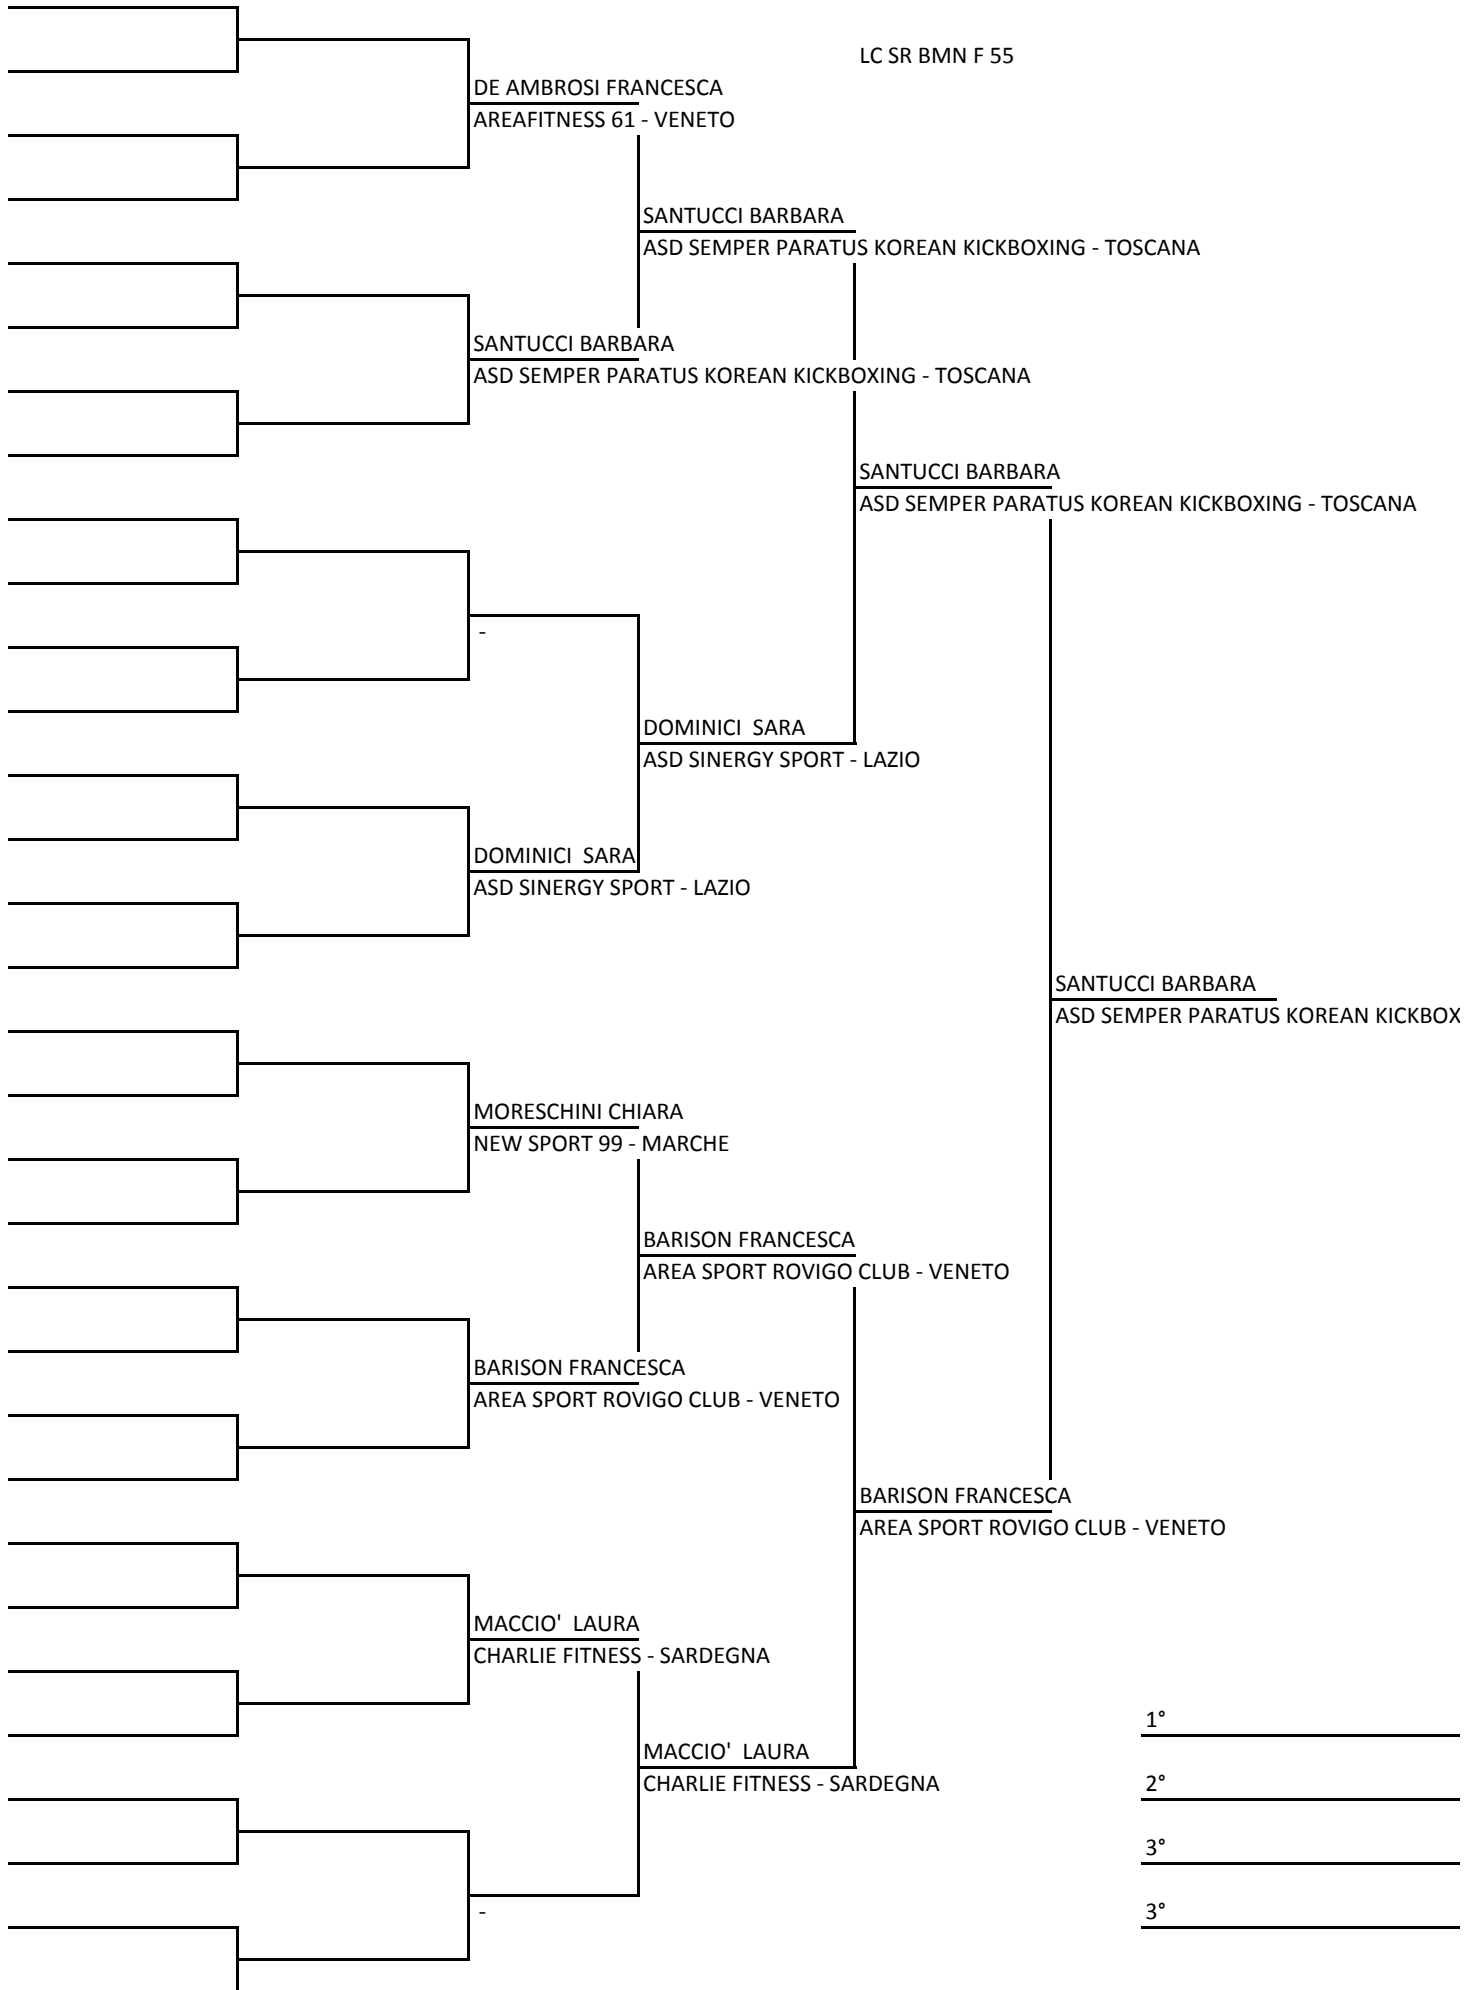 LC SR BMN F 55
DE AMBROSI FRANCESCA
AREAFITNESS 61 - VENETO
SANTUCCI BARBARA
ASD SEMPER PARATUS KOREAN KICKBOXING - TOSCANA
SANTUCCI BARBARA
ASD SEMPER PARATUS KOREAN KICKBOXING - TOSCANA
SANTUCCI BARBARA
ASD SEMPER PARATUS KOREAN KICKBOXING - TOSCANA
-
DOMINICI  SARA
ASD SINERGY SPORT - LAZIO
DOMINICI  SARA
ASD SINERGY SPORT - LAZIO
SANTUCCI BARBARA
ASD SEMPER PARATUS KOREAN KICKBOX
MORESCHINI CHIARA
NEW SPORT 99 - MARCHE
BARISON FRANCESCA
AREA SPORT ROVIGO CLUB - VENETO
BARISON FRANCESCA
AREA SPORT ROVIGO CLUB - VENETO
BARISON FRANCESCA
AREA SPORT ROVIGO CLUB - VENETO
MACCIO'  LAURA
CHARLIE FITNESS - SARDEGNA
1°
MACCIO'  LAURA
CHARLIE FITNESS - SARDEGNA
2°
3°
-
3°